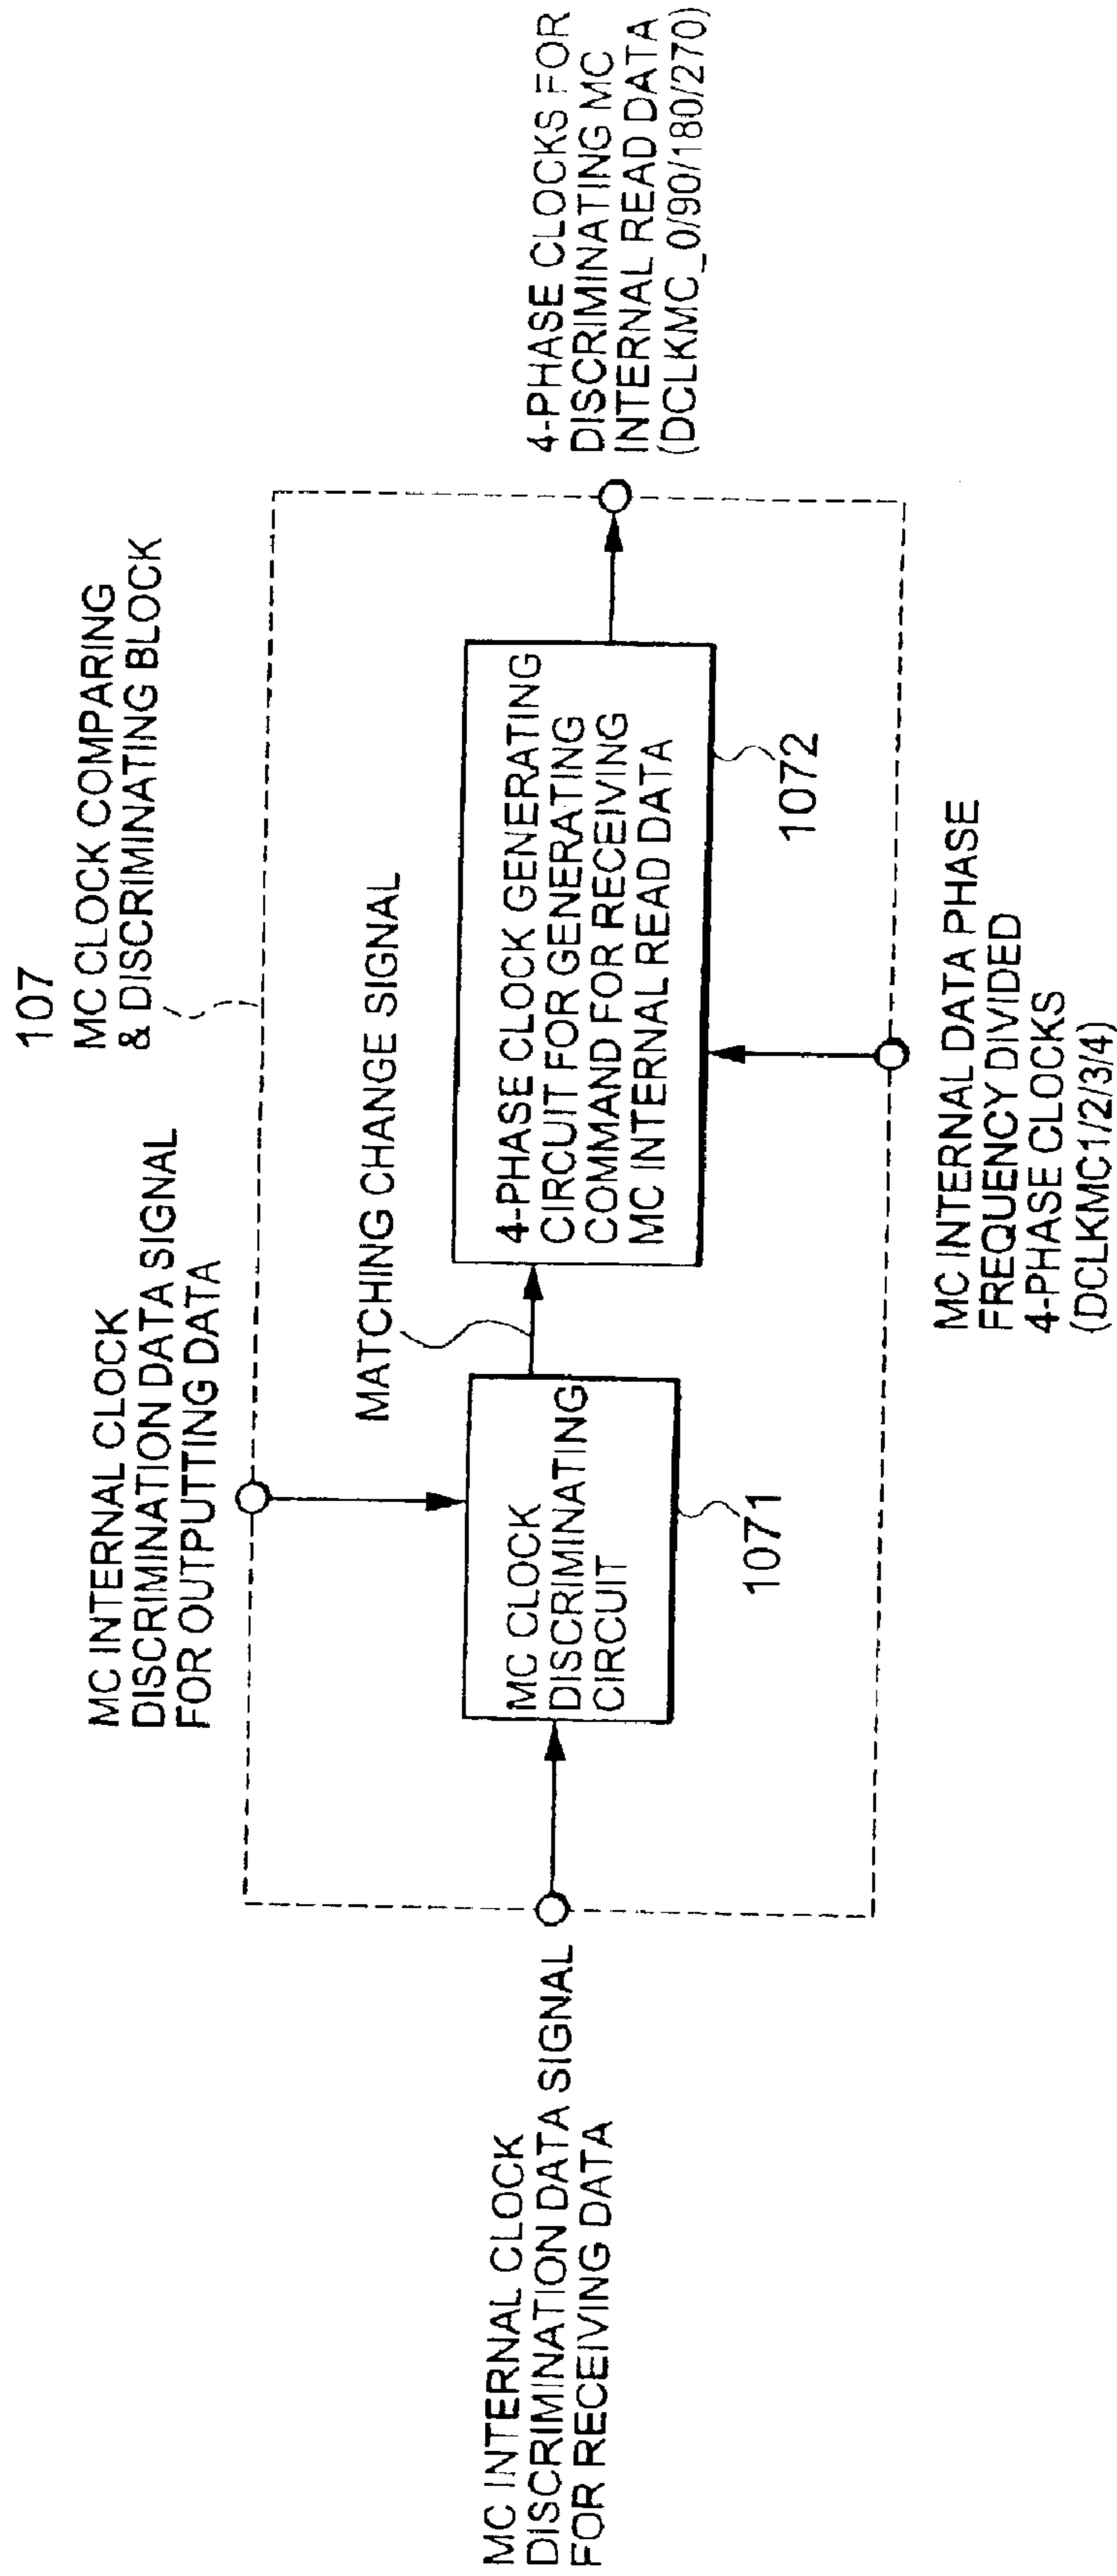 107
MC CLOCK COMPARING
& DISCRIMINATING BLOCK
MC INTERNAL CLOCK
DISCRIMINATION DATA SIGNAL
FOR OUTPUTTING DATA
MATCHING CHANGE SIGNAL
MC INTERNAL CLOCK
DISCRIMINATION DATA SIGNAL
FOR RECEIVING DATA
MC CLOCK
DISCRIMINATING
CIRCUIT
1071
4-PHASE CLOCK GENERATING
CIRCUIT FOR GENERATING
COMMAND FOR RECEIVING
MC INTERNAL READ DATA
1072
4-PHASE CLOCKS FOR
DISCRIMINATING MC
INTERNAL READ DATA
(DCLKMC_0/90/180/270)
MC INTERNAL DATA PHASE
FREQUENCY DIVIDED
4-PHASE CLOCKS
(DCLKMC1/2/3/4)